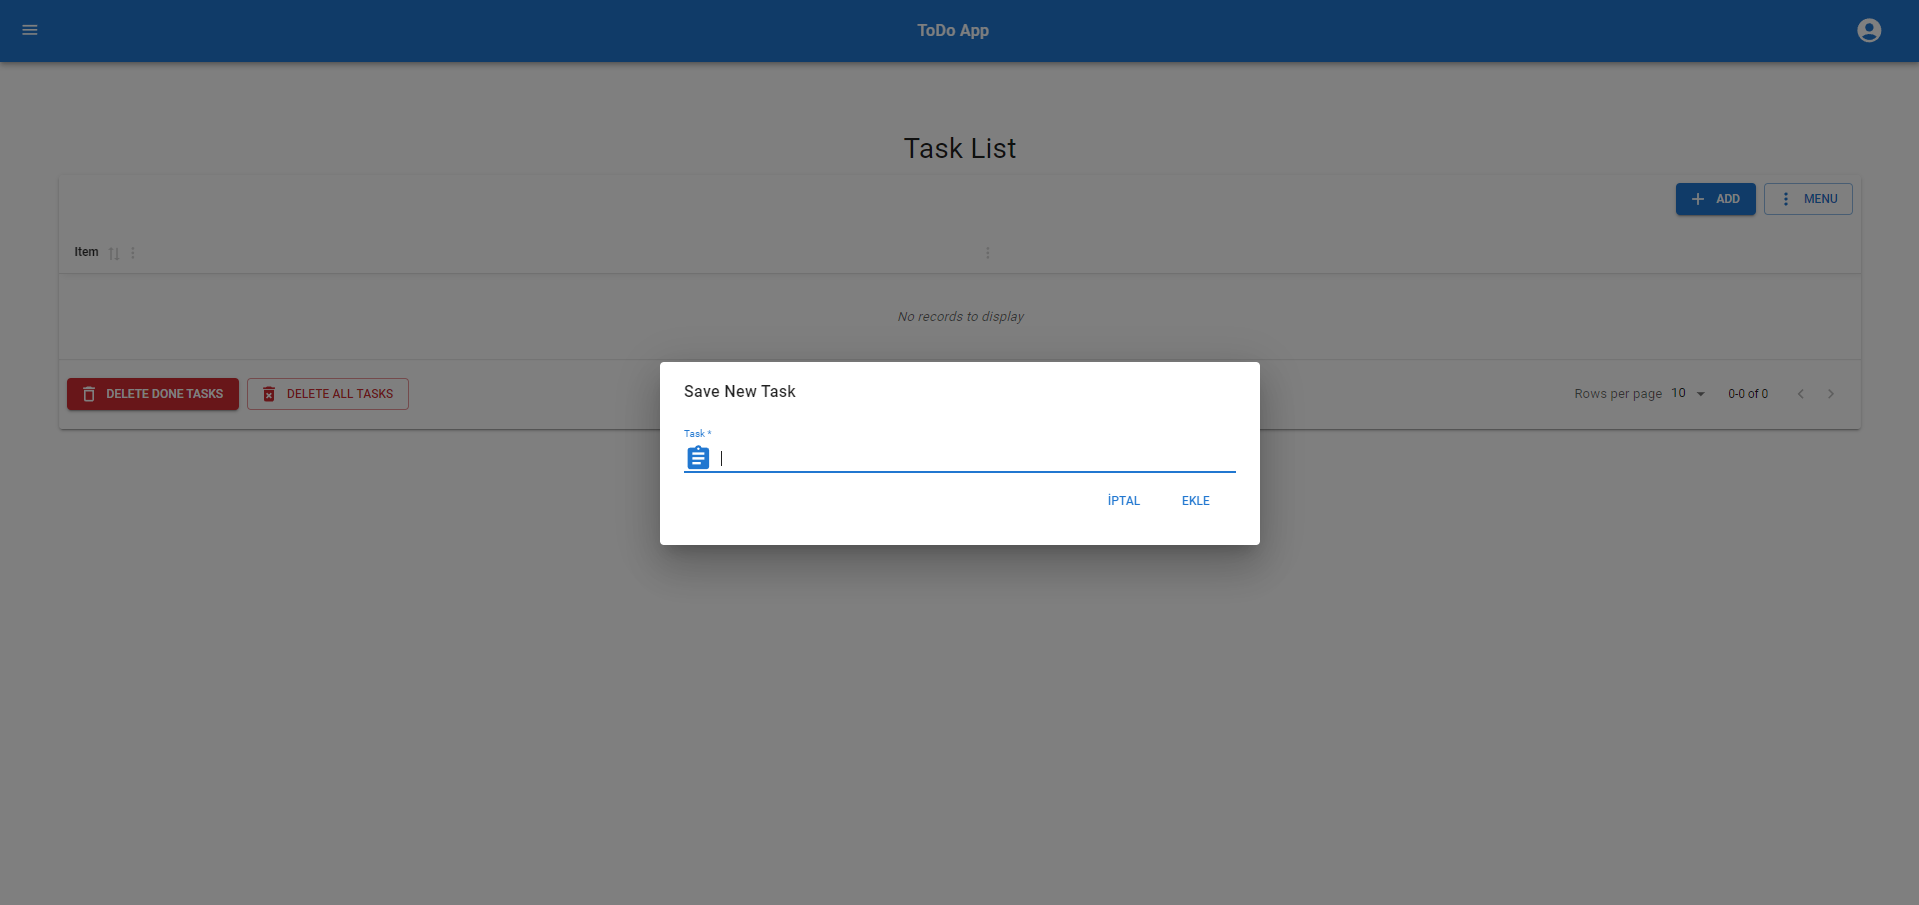 ToDo App
Task List
ADD
MENU
Item
No records to display
DELETE DONE TASKS
DELETE ALL TASKS
Rows per page 10
0-0 of 0
Save New Task
Task *
İPTAL
EKLE